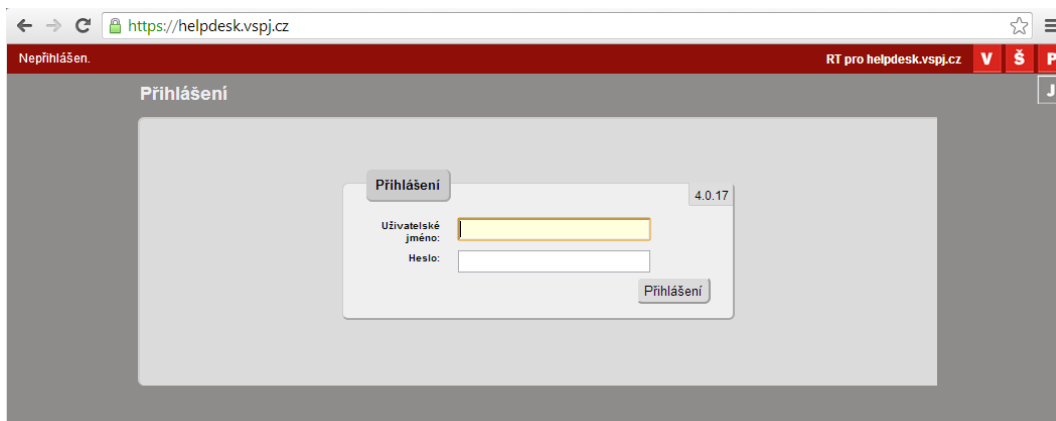 https://helpdesk.vspj.cz
Nepřihlášen.
RT pro helpdesk.vspj.cz V Š P
J
Přihlášení
Přihlášení
4.0.17
Uživatelské
jméno:
Heslo:
Přihlášení